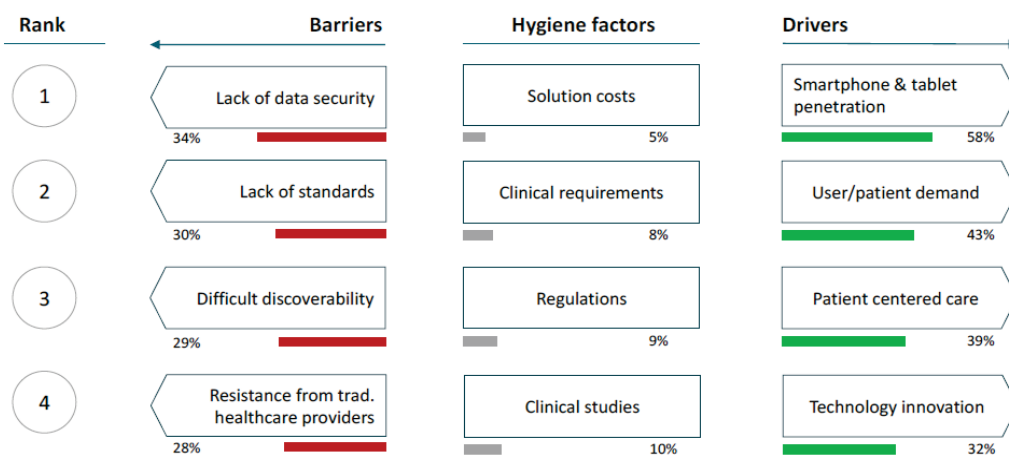 Rank Barriers Hygiene factors Drivers
1 Lack of data security Solution costs Smartphone & tablet
penetration
34% 5% 58%
2 Lack of standards Clinical requirements User/patient demand
30% 8% 43%
3 Difficult discoverability Regulations Patient centered care
29% 9% 39%
4 Resistance from trad.
healthcare providers Clinical studies Technology innovation
28% 10% 32%